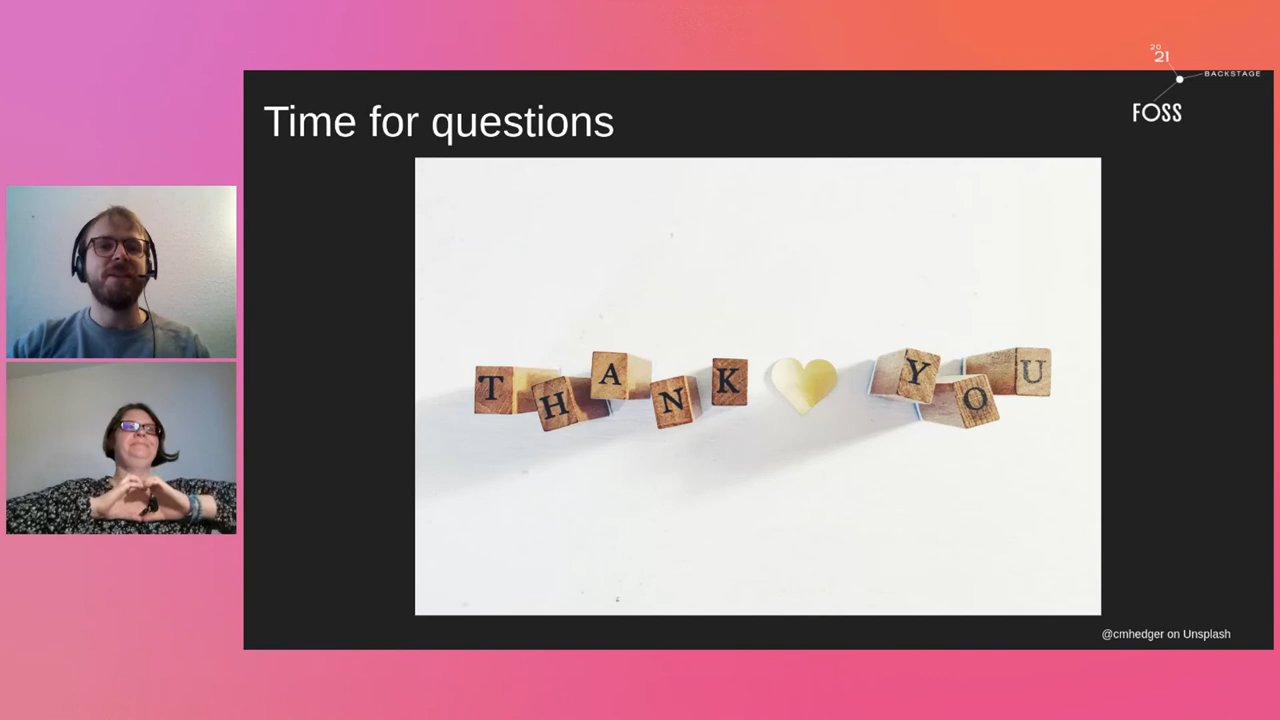 20
21
BACKSTAGE
FOSS
Time for questions
THANK YOU
@cmhedger on Unsplash